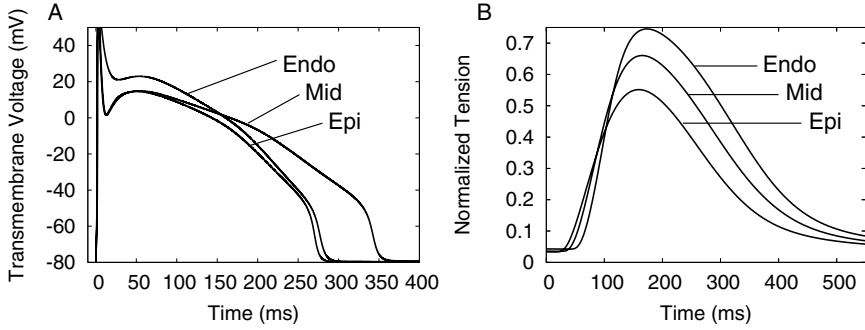 A
Transmembrane Voltage (mV)
40
20
0
-20
-40
-60
-80
0 50 100 150 200 250 300 350 400
Time (ms)
Endo
Mid
Epi
B
Normalized Tension
0.7
0.6
0.5
0.4
0.3
0.2
0.1
0
0 100 200 300 400 500
Time (ms)
Endo
Mid
Epi